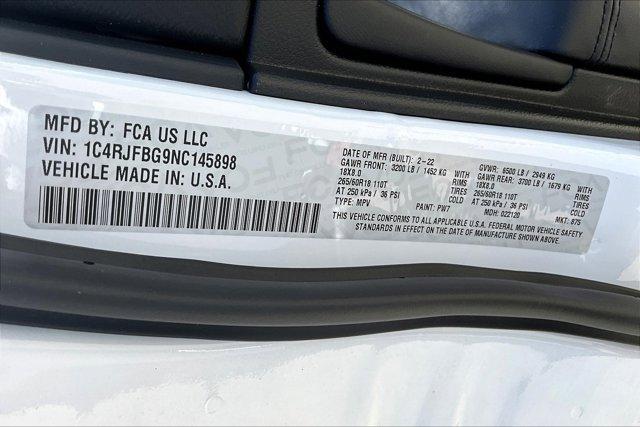 MFD BY: FCA US LLC
VIN: 1C4RJFBG9NC145898
VEHICLE MADE IN: U.S.A.
DATE OF MFR (BUILT): 2-22 GVWR: 6500 LB / 2949 KG
GAWR FRONT: 3200 LB / 1452 KG WITH GAWR REAR: 3700 LB / 1679 KG WITH
18X8.0 RIMS 18X8.0 RIMS
265/60R18 110T TIRES 265/60R18 110T TIRES
AT 250 kPa / 36 PSI AT 250 kPa / 36 PSI
TYPE: MPV PAINT: PW7 MDH: 022120 MKT: 875
THIS VEHICLE CONFORMS TO ALL APPLICABLE U.S.A. FEDERAL MOTOR VEHICLE SAFETY
STANDARDS IN EFFECT ON THE DATE OF MANUFACTURE SHOWN ABOVE.